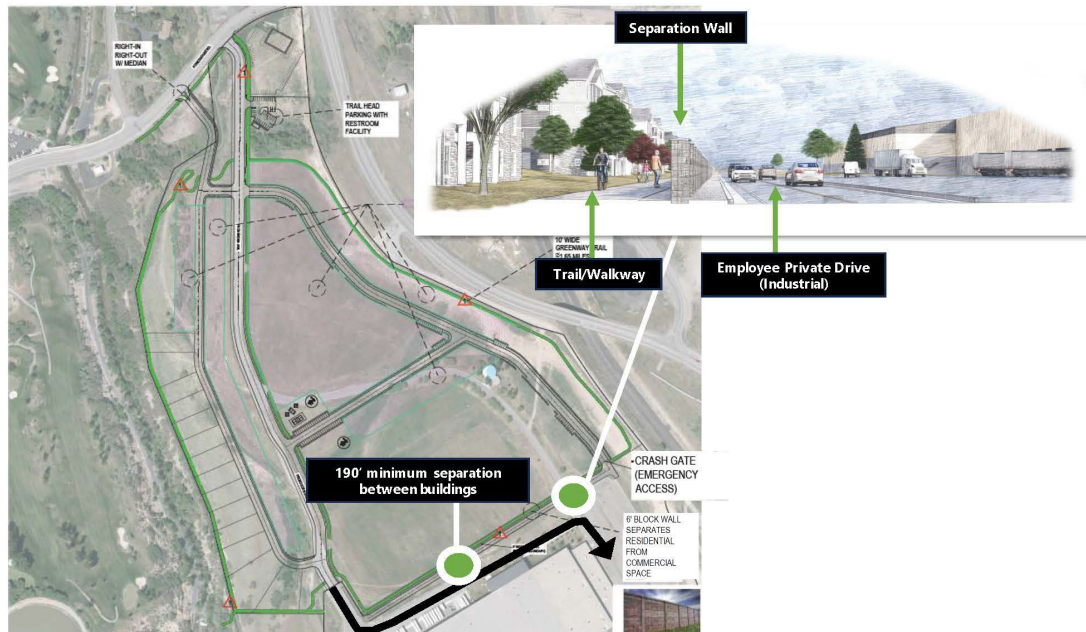 Separation Wall
RIGHT-IN
RIGHT-OUT
W/ MEDIAN
TRAIL HEAD
PARKING WITH
RESTROOM
FACILITY
10' WIDE
GREENWAY TRAIL
Trail/Walkway
Employee Private Drive
(Industrial)
190' minimum separation
between buildings
CRASH GATE
(EMERGENCY
ACCESS)
6' BLOCK WALL
SEPARATES
RESIDENTIAL
FROM
COMMERCIAL
SPACE